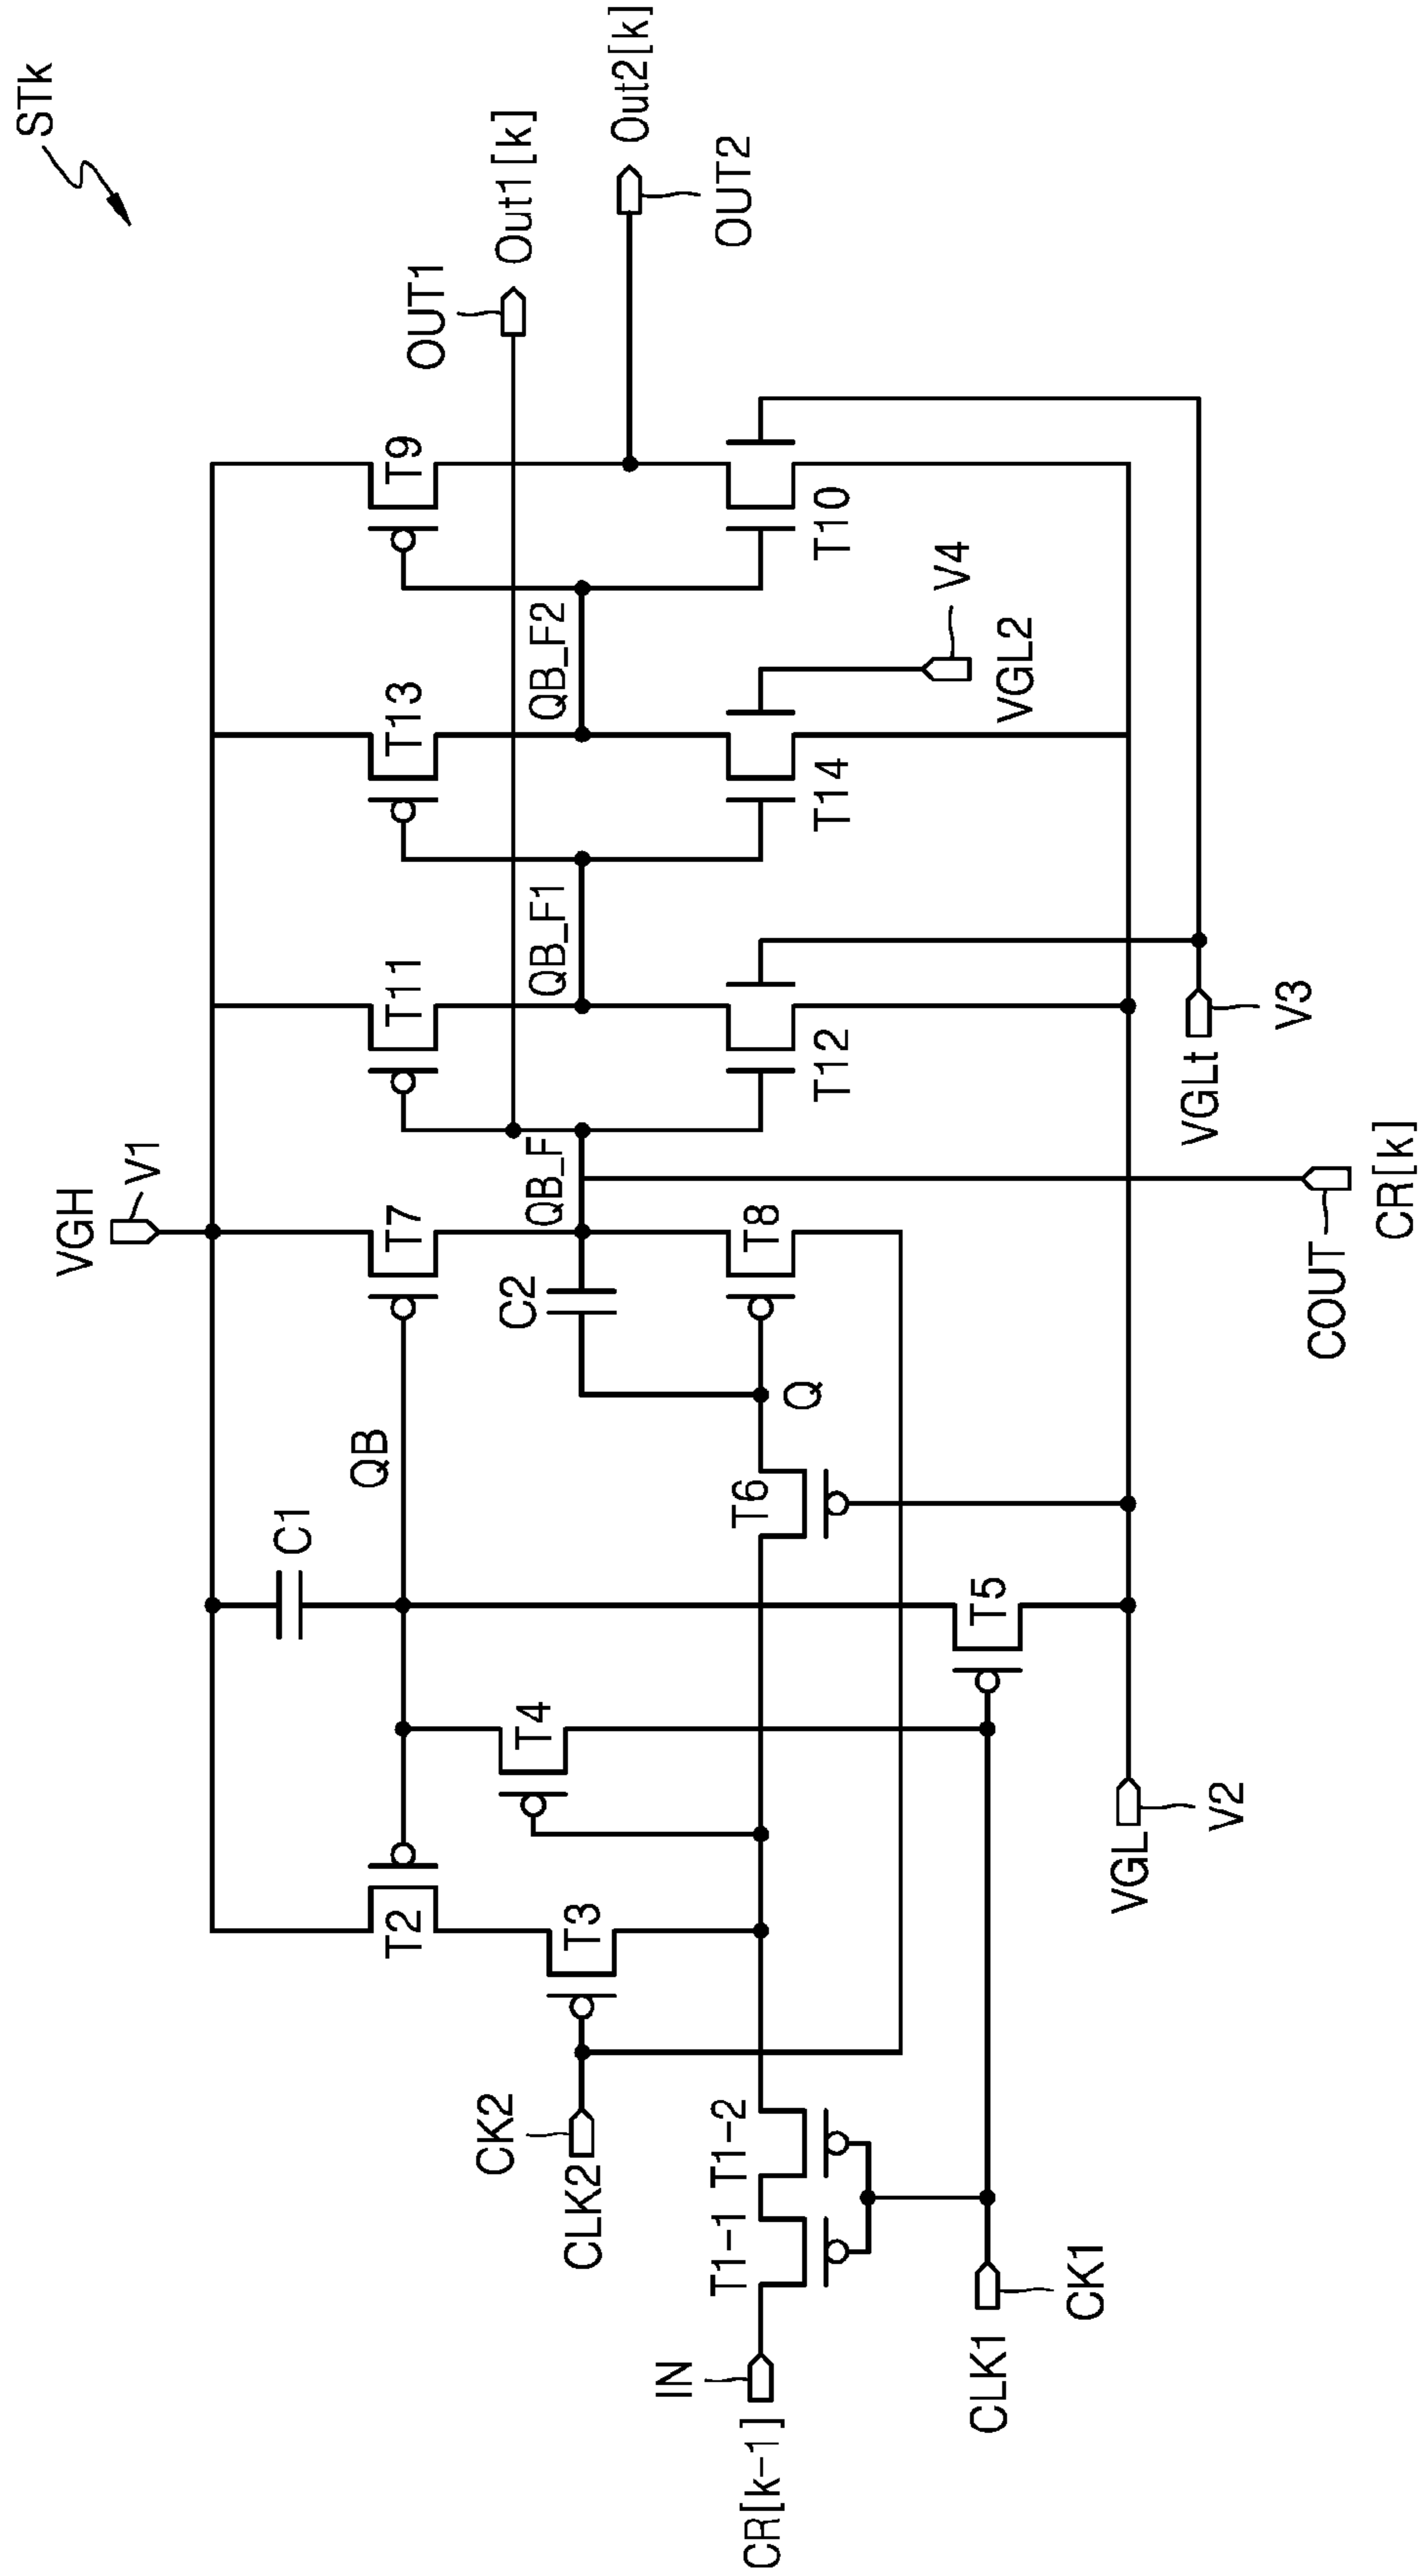 STk
VGH
V1
OUT1
Out1[k]
Out2[k]
OUT2
T9
T13
T11
T7
QB
C1
T2
QB_F2
QB_F1
QB_F
C2
T4
T3
CK2
CLK2
T10
T14
T12
T8
Q
T6
T5
T1-2
T1-1
IN
CR[k-1]
V4
VGL2
CLK1
CK1
VGL
V2
VGLt
V3
COUT
CR[k]